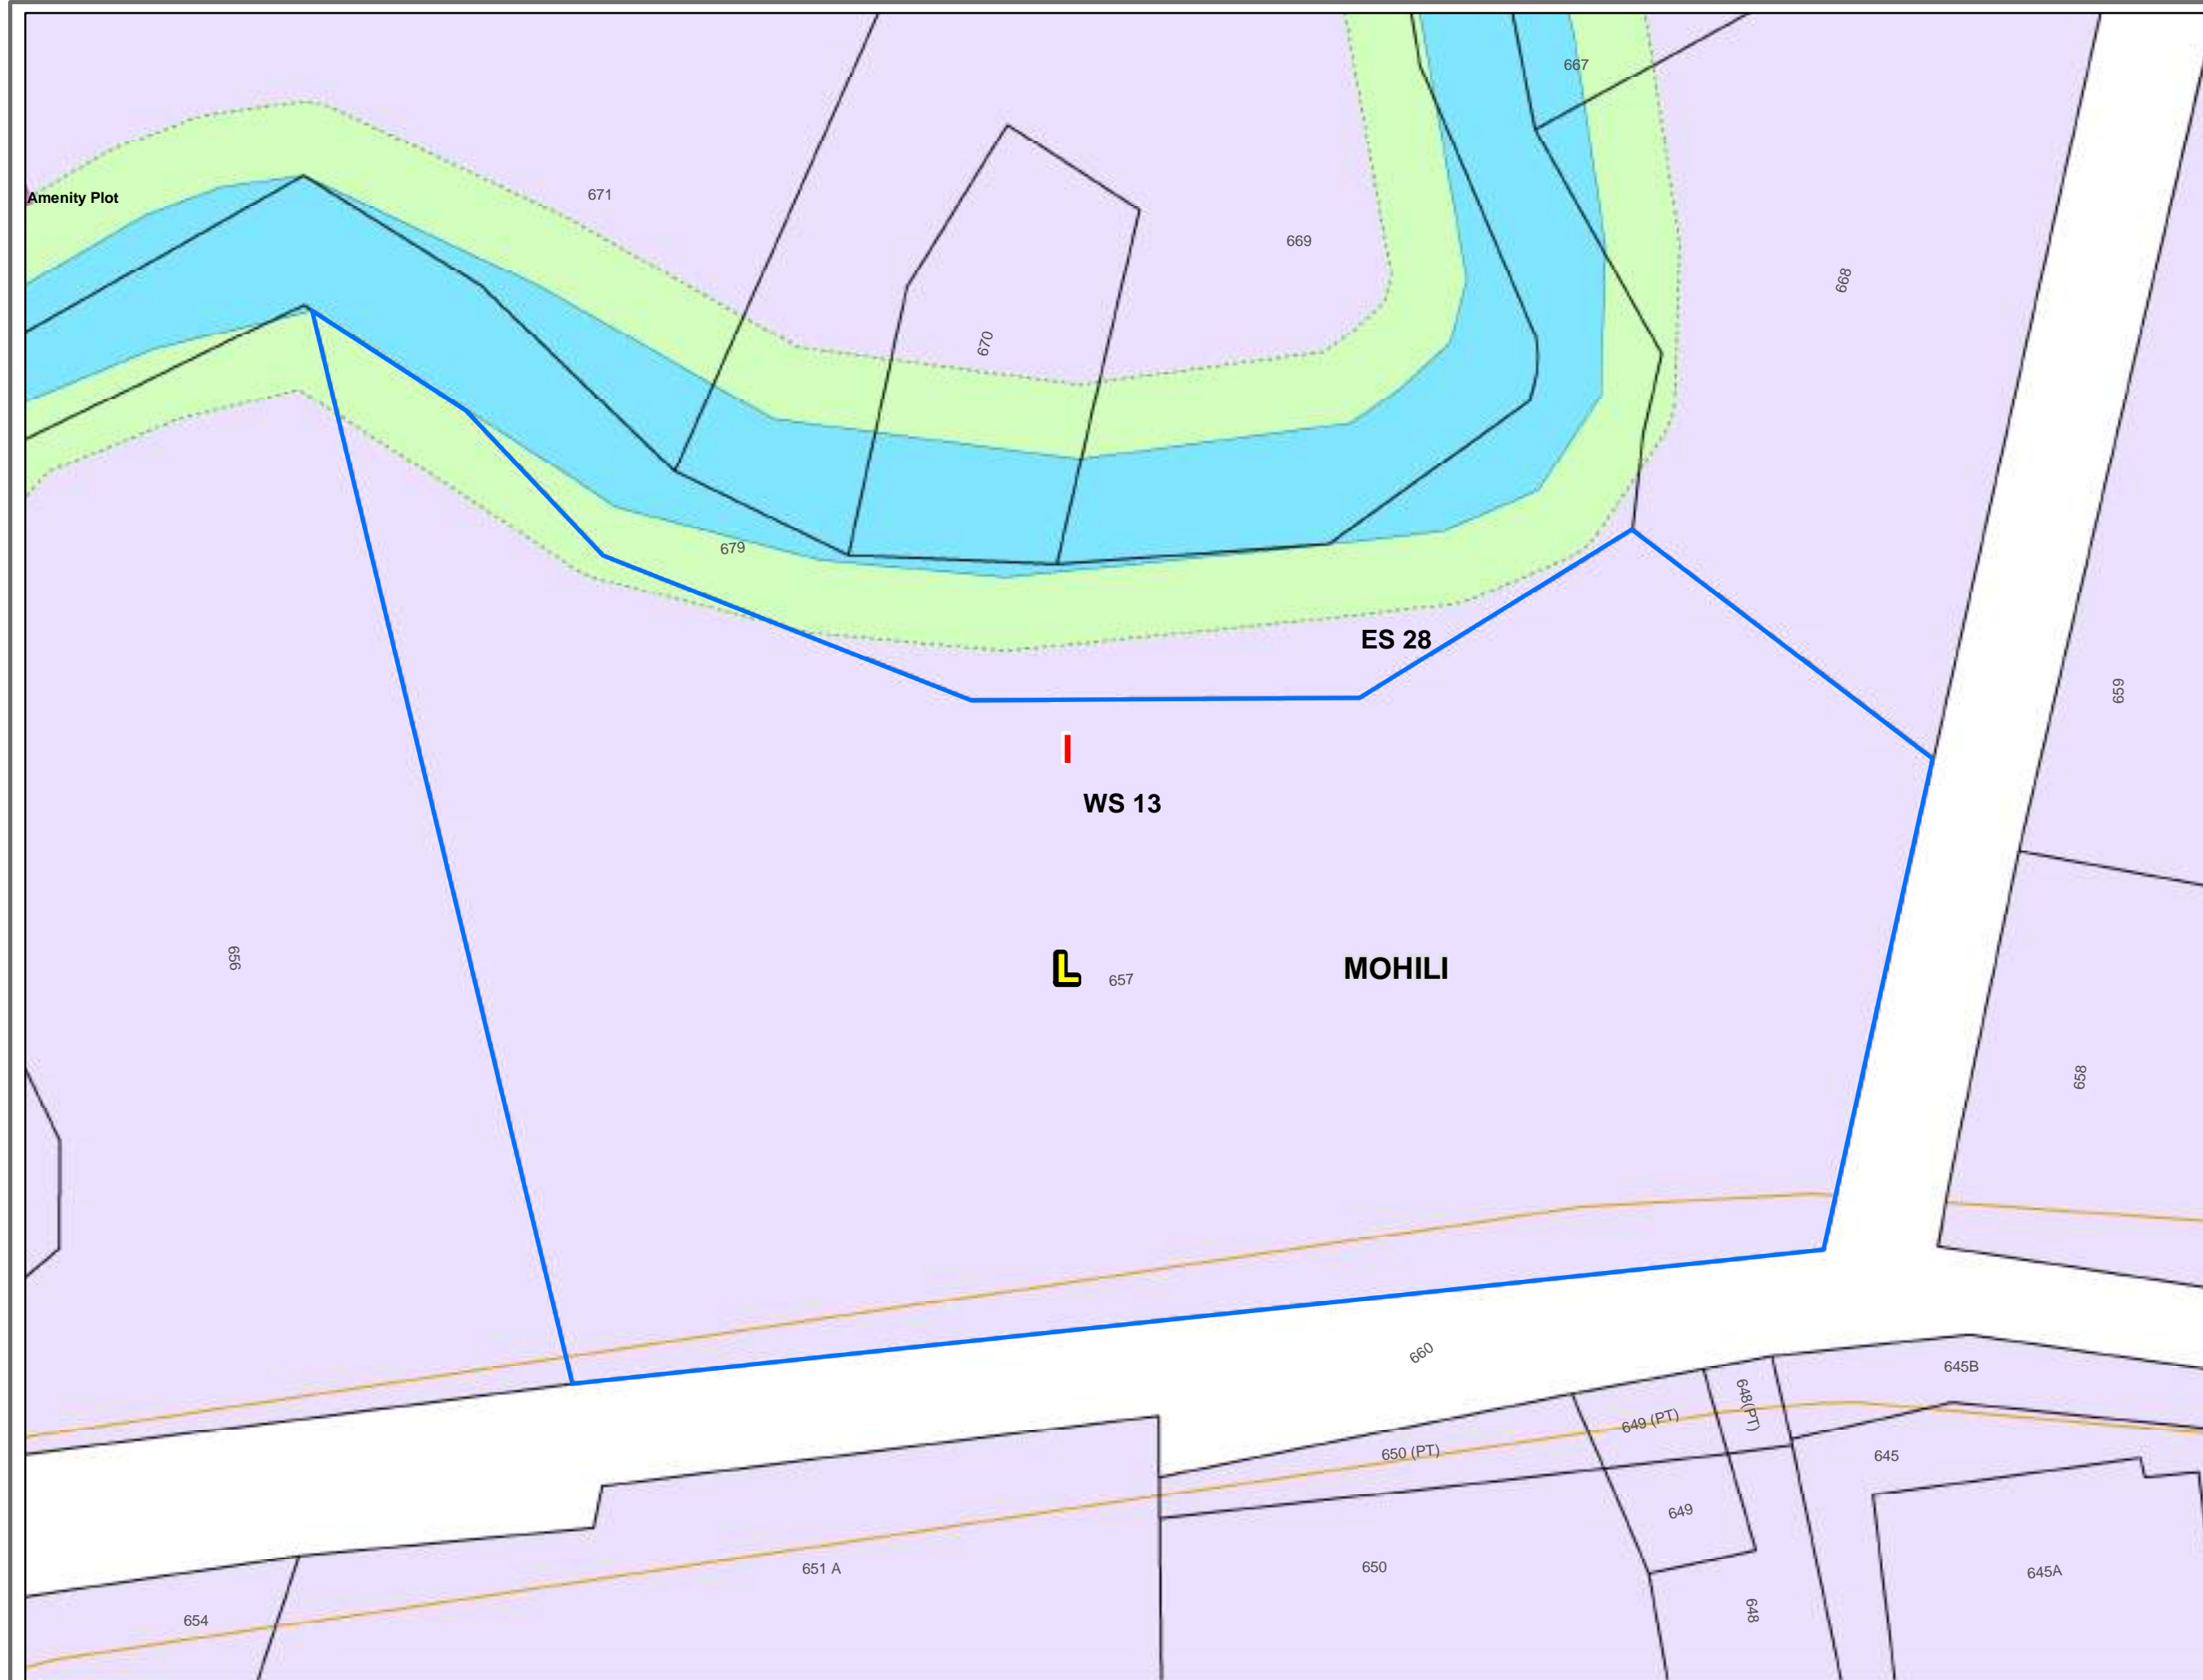 667
Amenity Plot
671
669
668
670
679
ES 28
659
I
WS 13
656
L
657
MOHILI
658
660
645B
648(PT)
649 (PT)
650 (PT)
645
649
651 A
650
645A
648
654